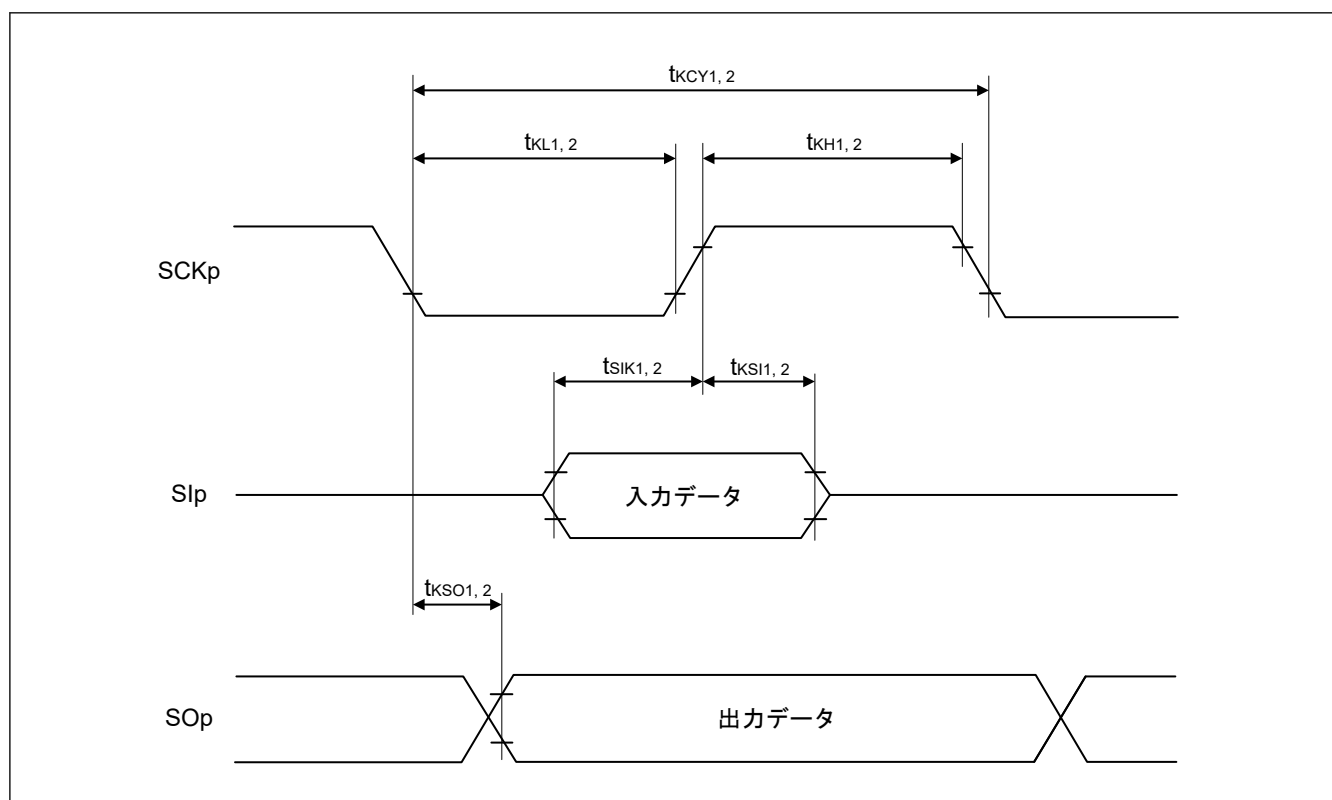 tKCY1, 2
tKL1, 2
tKH1, 2
SCKp
tSIK1, 2
tKSI1, 2
SIp
入力データ
tKSO1, 2
SOp
出力データ